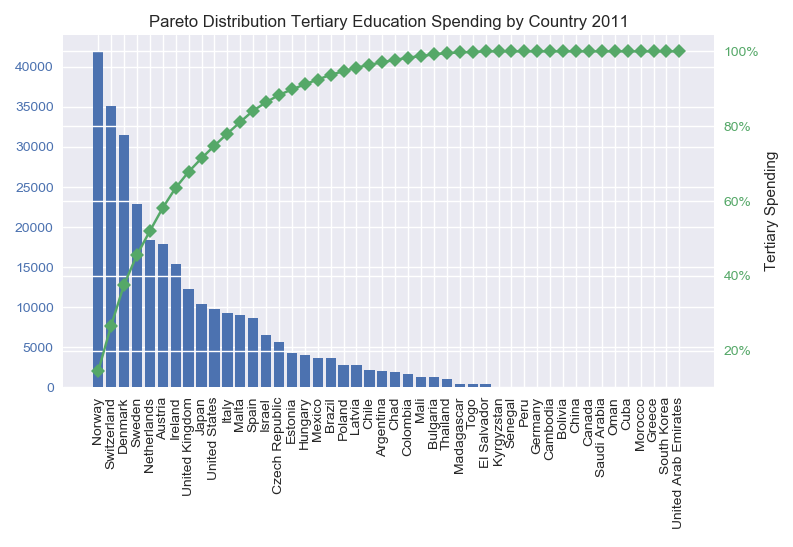 Pareto Distribution Tertiary Education Spending by Country 2011
40000
35000
30000
25000
20000
15000
10000
5000
0
100%
80%
60%
40%
20%
Tertiary Spending
Norway
Switzerland
Denmark
Sweden
Netherlands
Austria
Ireland
United Kingdom
Japan
United States
Italy
Malta
Spain
Israel
Czech Republic
Estonia
Hungary
Mexico
Brazil
Poland
Latvia
Chile
Argentina
Chad
Colombia
Mali
Bulgaria
Thailand
Madagascar
Togo
El Salvador
Kyrgyzstan
Senegal
Peru
Germany
Cambodia
Bolivia
China
Canada
Saudi Arabia
Oman
Cuba
Morocco
Greece
South Korea
United Arab Emirates